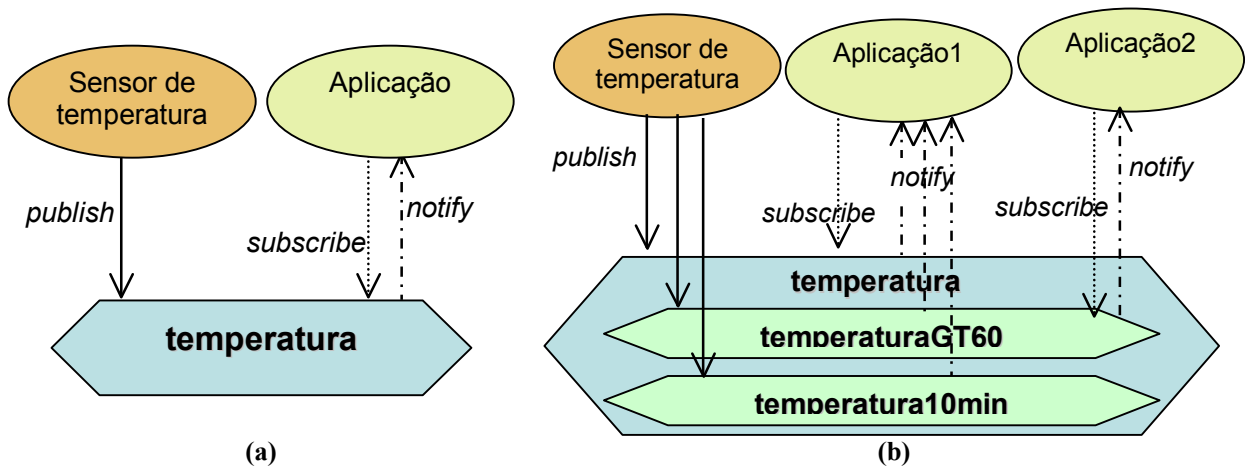 Sensor de
temperatura
Aplicação
publish
subscribe
notify
temperatura
(a)
Sensor de
temperatura
Aplicação1
Aplicação2
publish
subscribe
notify
subscribe
notify
temperatura
temperaturaGT60
temperatura10min
(b)